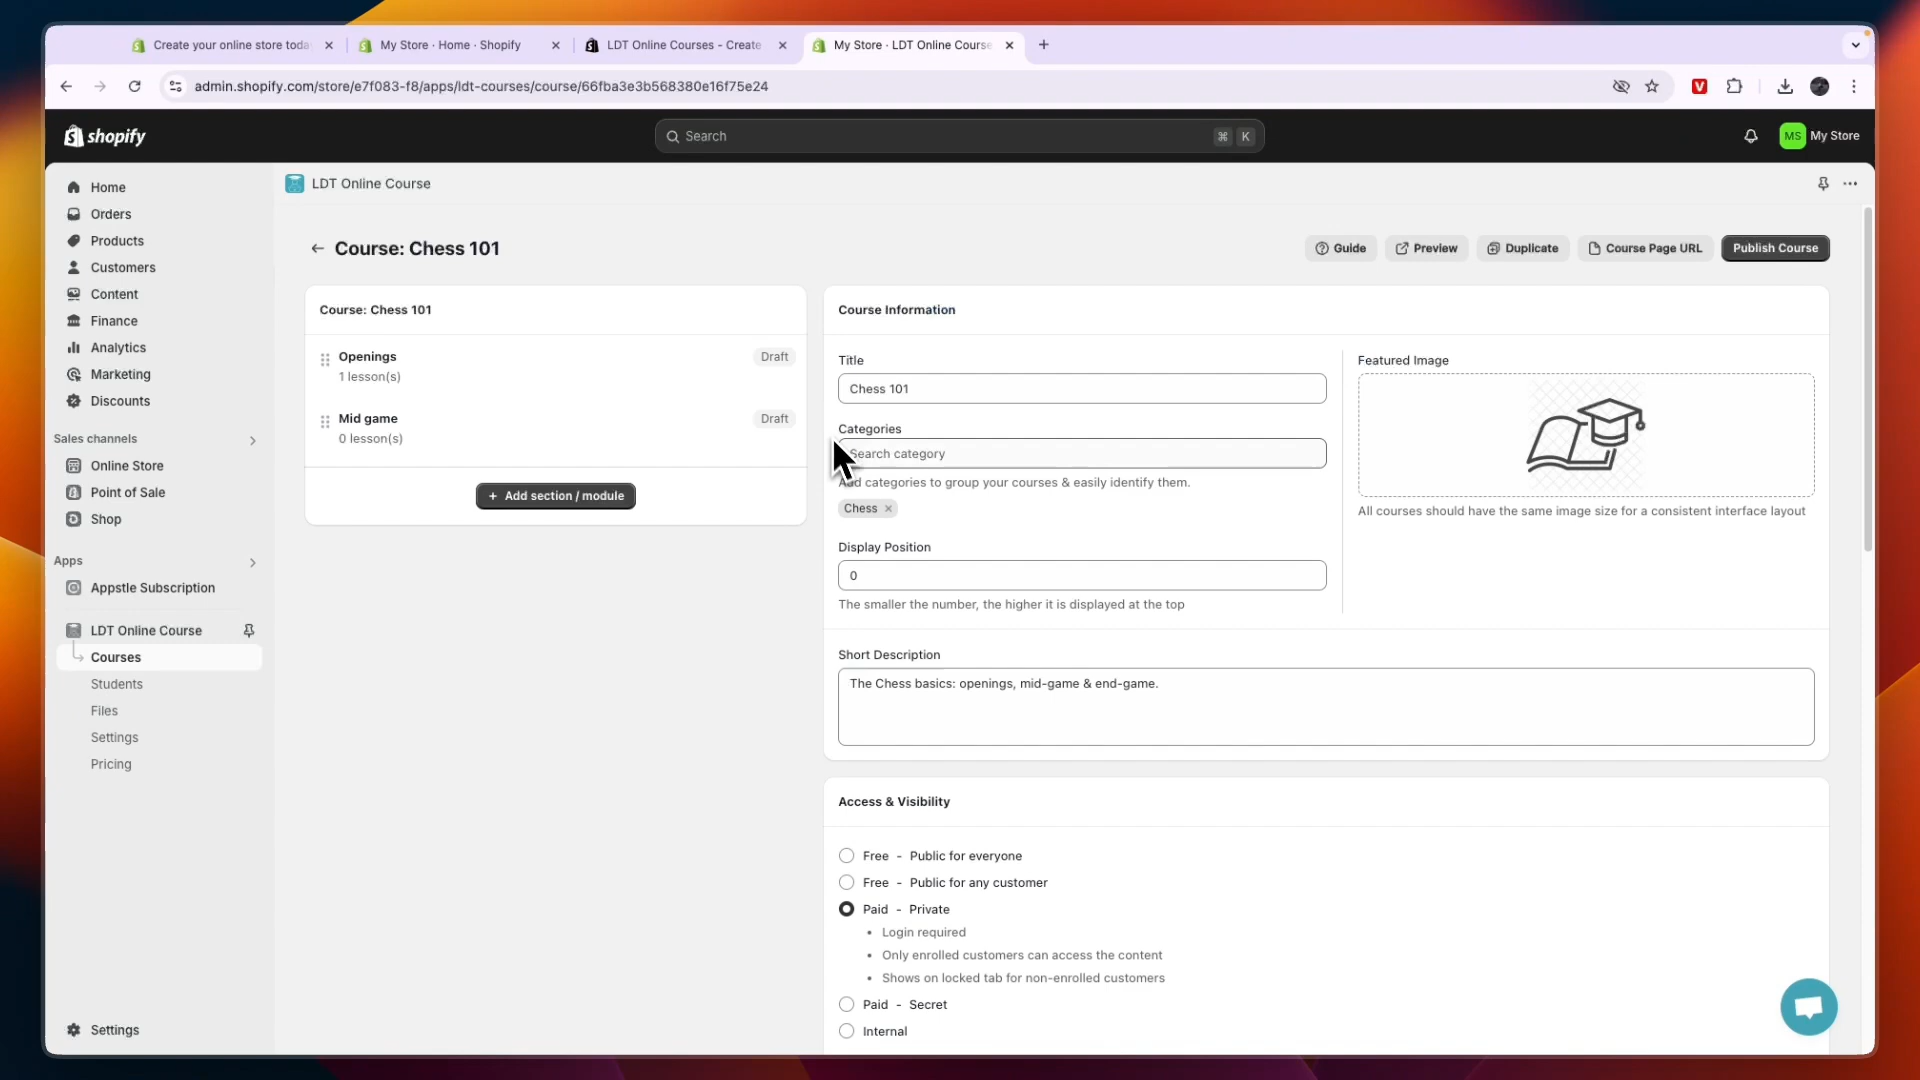 Create your online store toda
My Store · Home · Shopify
LDT Online Courses - Create
My Store · LDT Online Course
admin.shopify.com/store/e7f083-f8/apps/ldt-courses/course/66fba3e3b568380e16f75e24
shopify
Search
⌘ K
MS My Store
Home
Orders
Products
Customers
Content
Finance
Analytics
Marketing
Discounts
Sales channels
Online Store
Point of Sale
Shop
Apps
Appstle Subscription
LDT Online Course
Courses
Students
Files
Settings
Pricing
Settings
LDT Online Course
Course: Chess 101
Guide
Preview
Duplicate
Course Page URL
Publish Course
Course: Chess 101
Openings
Draft
1 lesson(s)
Mid game
Draft
0 lesson(s)
+ Add section / module
Course Information
Title
Chess 101
Categories
Search category
Add categories to group your courses & easily identify them.
Chess ×
Display Position
0
The smaller the number, the higher it is displayed at the top
Featured Image
All courses should have the same image size for a consistent interface layout
Short Description
The Chess basics: openings, mid-game & end-game.
Access & Visibility
Free - Public for everyone
Free - Public for any customer
Paid - Private
• Login required
• Only enrolled customers can access the content
• Shows on locked tab for non-enrolled customers
Paid - Secret
Internal